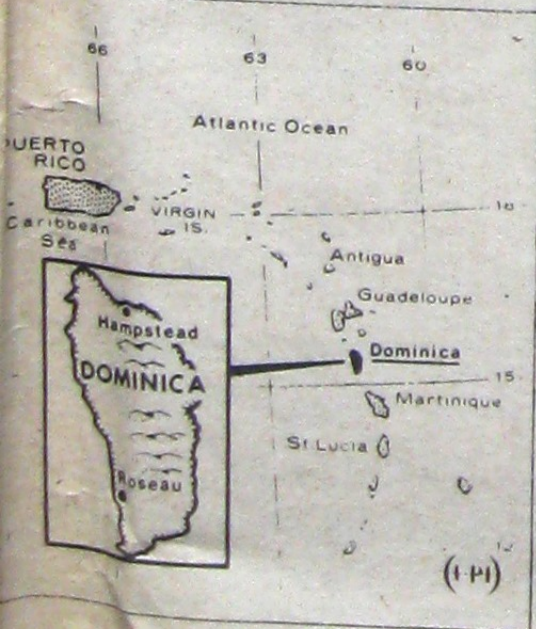 66
63
60
Atlantic Ocean
UERTO
RICO
VIRGIN
IS.
18
Caribbean
Sea
Antigua
Guadeloupe
Hampstead
Dominica
DOMINICA
15
Martinique
St Lucia
Roseau
12